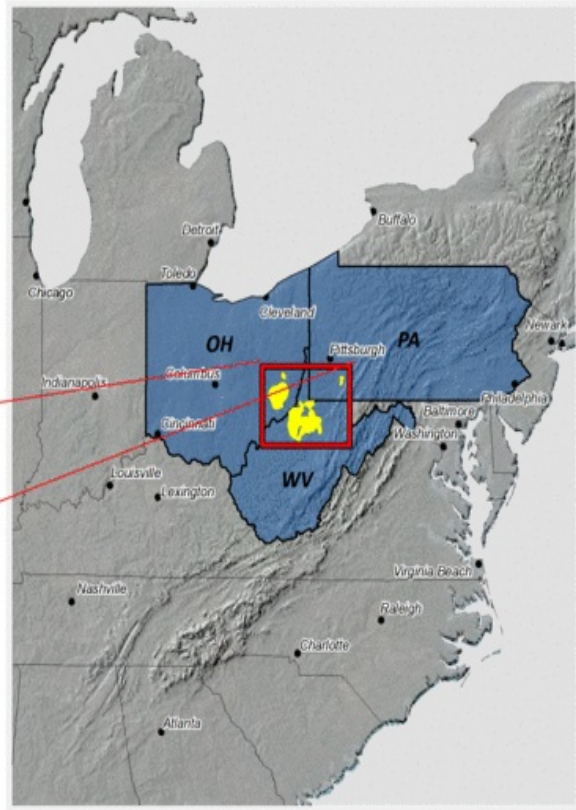 Buffalo
Detroit
Toledo
Chicago
Cleveland
Newark
OH
PA
Pittsburgh
Columbus
Indianapolis
Philadelphia
Baltimore
Cincinnati
Washington
Louisville
WV
Lexington
Virginia Beach
Nashville
Raleigh
Charlotte
Atlanta